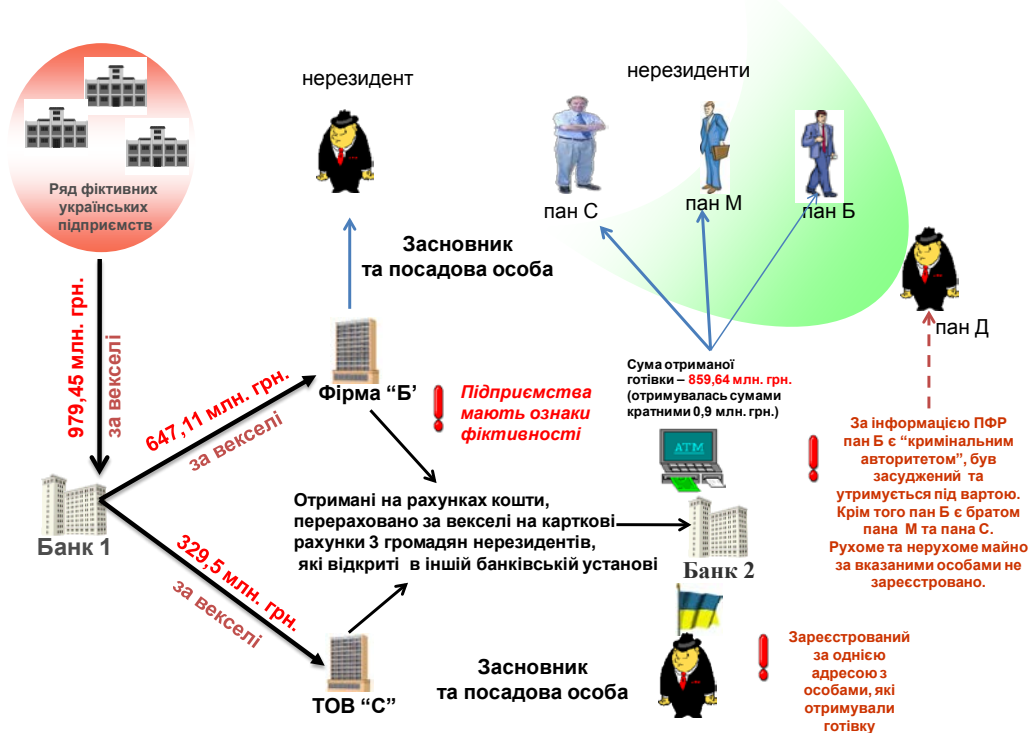 нерезидент
нерезиденти
Ряд фіктивних
українських
підприємств
пан С
пан М
пан Б
Засновник
та посадова особа
пан Д
979,45 млн. грн.
за векселі
647,11 млн. грн.
за векселі
Фірма “Б’
Підприємства
мають ознаки
фіктивності
Сума отриманої
готівки – 859,64 млн. грн.
(отримувалась сумами
кратними 0,9 млн. грн.)
ATM
За інформацією ПФР
пан Б є “кримінальним
авторитетом”, був
засуджений та
утримується під вартою.
Крім того пан Б є братом
пана М та пана С.
Рухоме та нерухоме майно
за вказаними особами не
зареєстровано.
Отримані на рахунках кошти,
перераховано за векселі на карткові
рахунки 3 громадян нерезидентів,
які відкриті в іншій банківській установі
Банк 1
Банк 2
329,5 млн. грн.
за векселі
ТОВ “С”
Засновник
та посадова особа
Зареєстрований
за однією
адресою з
особами, які
отримували
готівку